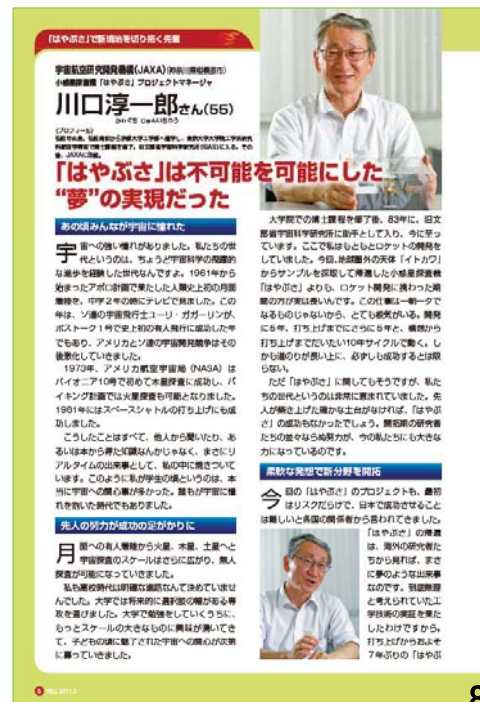 「はやぶさ」で新境地を切り拓く先輩
宇宙航空研究開発機構(JAXA)(神奈川県相模原市)
小惑星探査機「はやぶさ」プロジェクトマネージャ
川口淳一郎さん(55)
かわぐち じゅんいちろう
(プロフィール)
「はやぶさ」は不可能を可能にした
“夢”の実現だった
あの頃みんなが宇宙に憧れた
宇宙への強い憧れがありました。私たちの世
代というのは、ちょうど宇宙科学の飛躍的
な進歩を経験した世代なんですよ。1961年から
始まったアポロ計画で果たした人類史上初の月面
着陸を、中学2年の時にテレビで見ました。この
年は、ソ連の宇宙飛行士ユーリ・ガガーリンが、
ボストーク1号で史上初の有人飛行に成功した年
でもあり、アメリカとソ連の宇宙開発競争はその
後激化していきました。
1973年、アメリカ航空宇宙局(NASA)は
パイオニア10号で初めて木星探査に成功し、バ
イキング計画では火星探査も可能となりました。
1981年にはスペースシャトルの打ち上げにも成
功しました。
こうしたことはすべて、他人から聞いたり、あ
るいは本から得た知識なんかじゃなく、まさにリ
アルタイムの出来事として、私の中に焼きついて
います。このように私が学生の頃というのは、本
当に宇宙への関心事が多かった。誰もが宇宙に憧
れを抱いた時代でもありました。
先人の努力が成功の足がかりに
月面への有人着陸から火星、木星、土星へと
宇宙探査のスケールはさらに広がり、無人
探査が可能になっていきました。
私も高校時代は明確な進路なんて決めていませ
んでした。大学では将来的に選択肢の幅がある専
攻を選びました。大学で勉強をしていくうちに、
もっとスケールの大きなものに興味が湧いてき
て、子どもの頃に魅了された宇宙への関心が次第
に募っていきました。
大学院での博士課程を修了後、83年に、旧文
部省宇宙科学研究所に助手として入り、今に至っ
ています。ここで私はもともとロケットの開発を
していました。今回、地球圏外の天体「イトカワ」
からサンプルを採取して帰還した小惑星探査機
「はやぶさ」よりも、ロケット開発に携わった期
間の方が実は長いんです。この仕事は一朝一夕で
なるものじゃないから、とても根気がいる。開発
に5年、打ち上げまでにさらに5年と、構想から
打ち上げまでだいたい10年サイクルで動く。し
かも道のりが長い上に、必ずしも成功するとは限
らない。
ただ「はやぶさ」に関してもそうですが、私た
ちの世代というのは非常に恵まれていました。先
人が築き上げた確かな土台がなければ、「はやぶ
さ」の成功もなかったでしょう。開拓期の研究者
たちの並々ならぬ努力が、今の私たちにも大きな
力になっているのです。
柔軟な発想で新分野を開拓
今回の「はやぶさ」のプロジェクトも、最初
はリスクだらけで、日本で成功させること
は難しいと各国の関係者から言われてきました。
「はやぶさ」の帰還
は、海外の研究者た
ちから見れば、まさ
に夢のような出来事
なのです。到底無理
と考えられていた工
学技術の実証を果た
したわけですから。
打ち上げからおよそ
7年ぶりの「はやぶ